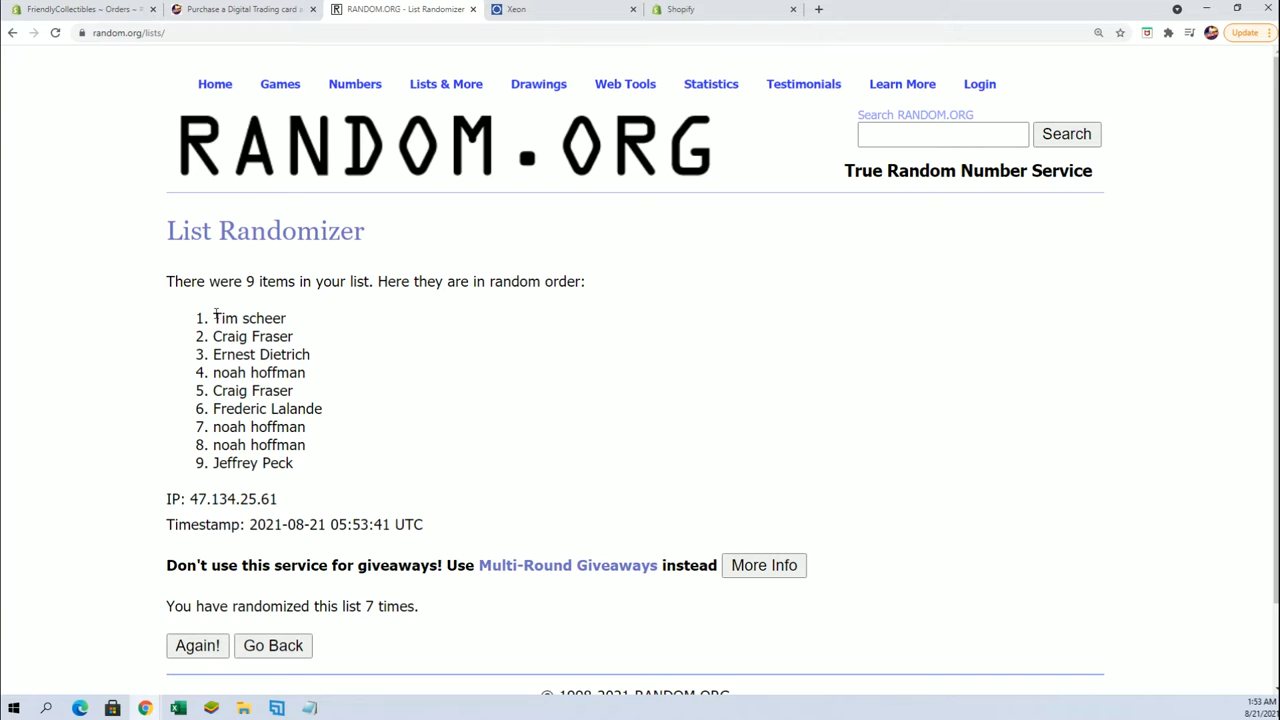 FriendlyCollectibles ~ Orders ~
Purchase a Digital Trading card a
RANDOM.ORG - List Randomizer
Xeon
Shopify
random.org/lists/
Update
Home Games Numbers Lists & More Drawings Web Tools Statistics Testimonials Learn More Login
RANDOM.ORG
Search RANDOM.ORG
Search
True Random Number Service
List Randomizer
There were 9 items in your list. Here they are in random order:
1. Tim scheer
2. Craig Fraser
3. Ernest Dietrich
4. noah hoffman
5. Craig Fraser
6. Frederic Lalande
7. noah hoffman
8. noah hoffman
9. Jeffrey Peck
IP: 47.134.25.61
Timestamp: 2021-08-21 05:53:41 UTC
Don't use this service for giveaways! Use Multi-Round Giveaways instead More Info
You have randomized this list 7 times.
Again! Go Back
© 1998-2021 RANDOM.ORG
1:53 AM
8/21/2021